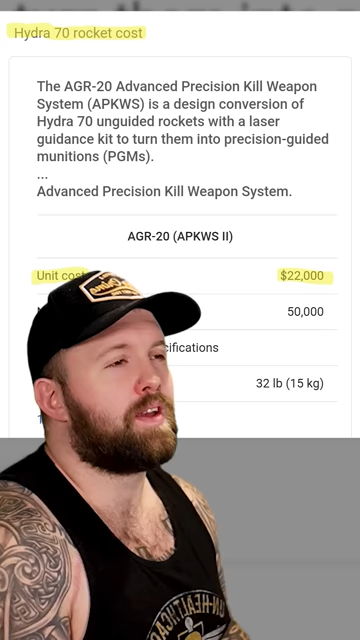 Hydra 70 rocket cost
The AGR-20 Advanced Precision Kill Weapon
System (APKWS) is a design conversion of
Hydra 70 unguided rockets with a laser
guidance kit to turn them into precision-guided
munitions (PGMs).
...
Advanced Precision Kill Weapon System.
AGR-20 (APKWS II)
Unit cost $22,000
50,000
32 lb (15 kg)